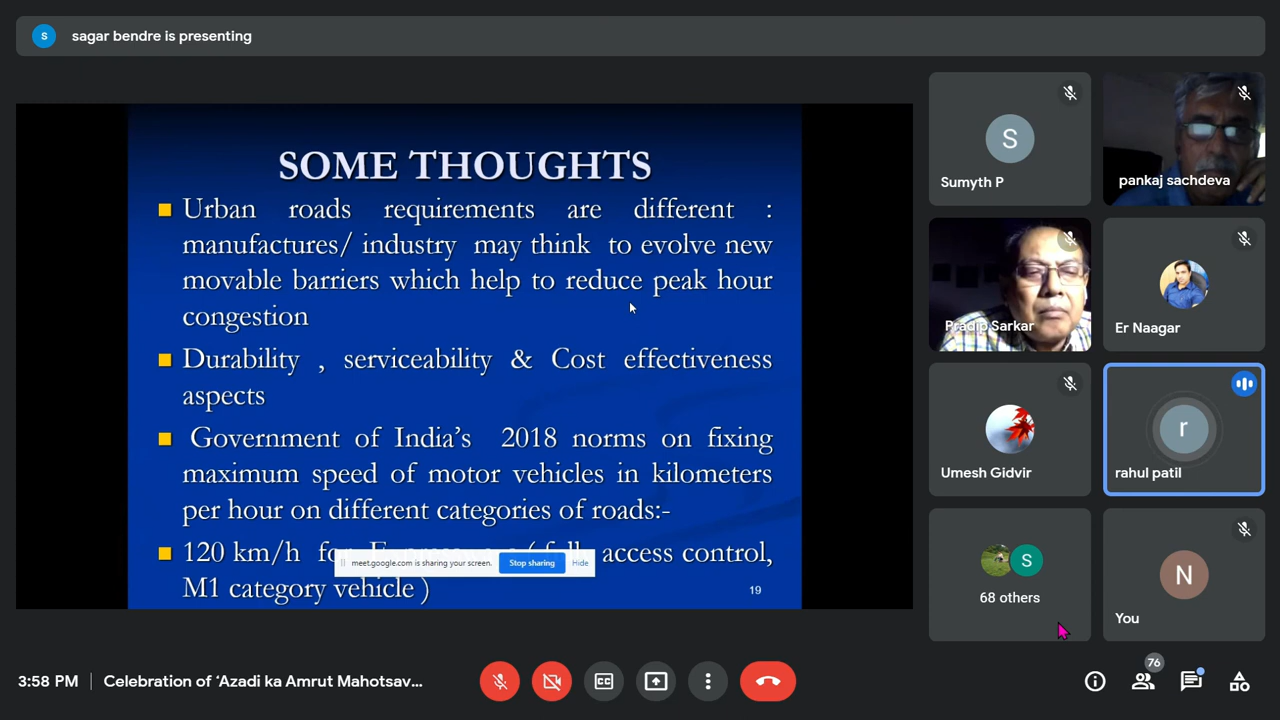 S
sagar bendre is presenting
SOME THOUGHTS
Urban roads requirements are different :
manufactures/ industry may think to evolve new
movable barriers which help to reduce peak hour
congestion
Durability , serviceability & Cost effectiveness
aspects
Government of India's 2018 norms on fixing
maximum speed of motor vehicles in kilometers
per hour on different categories of roads:-
120 km/h access control,
M1 category vehicle )
meet.google.com is sharing your screen.
Stop sharing
Hide
19
S
Sumyth P
pankaj sachdeva
Pradip Sarkar
Er Naagar
Umesh Gidvir
r
rahul patil
S
68 others
N
You
3:58 PM
Celebration of 'Azadi ka Amrut Mahotsav...
CC
76